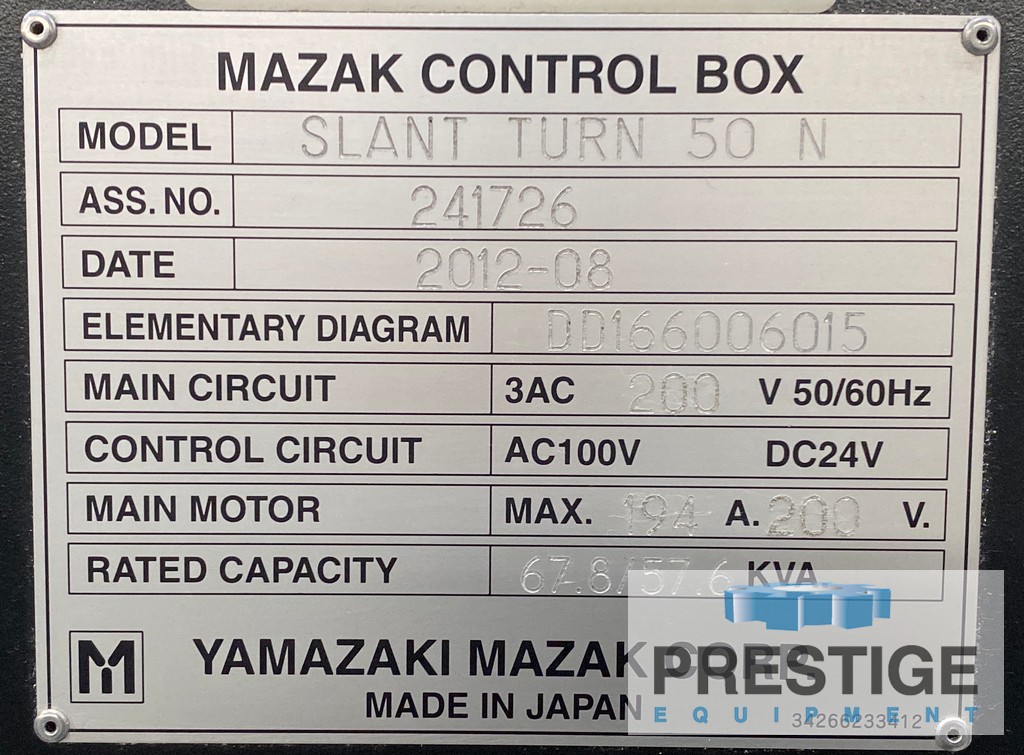 MAZAK CONTROL BOX
MODEL SLANT TURN 50 N
ASS. NO. 241726
DATE 2012-08
ELEMENTARY DIAGRAM DD166006015
MAIN CIRCUIT 3AC 200 V 50/60Hz
CONTROL CIRCUIT AC100V DC24V
MAIN MOTOR MAX. 194 A. 200 V.
RATED CAPACITY 67.8/57.6 KVA
M YAMAZAKI MAZAK CORP.
MADE IN JAPAN
PRESTIGE
EQUIPMENT
34266233412